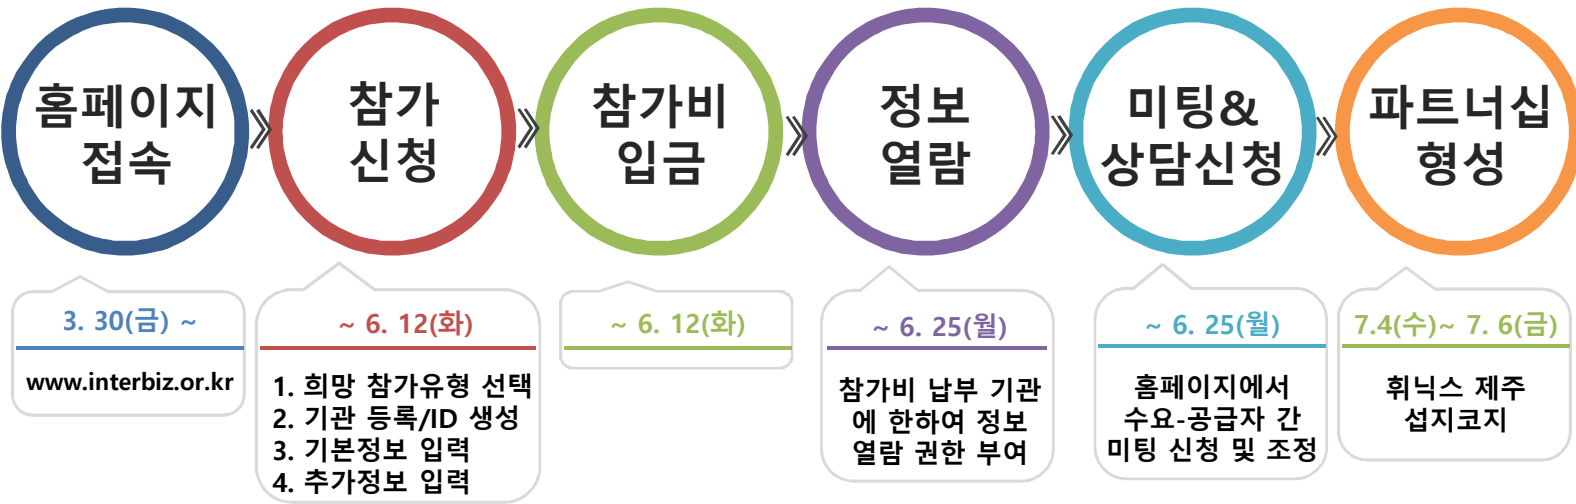 홈페이지
접속
참가
신청
참가비
입금
정보
열람
미팅&
상담신청
파트너십
형성
3. 30(금) ~
www.interbiz.or.kr
~ 6. 12(화)
1. 희망 참가유형 선택
2. 기관 등록/ID 생성
3. 기본정보 입력
4. 추가정보 입력
~ 6. 12(화)
~ 6. 25(월)
참가비 납부 기관
에 한하여 정보
열람 권한 부여
~ 6. 25(월)
홈페이지에서
수요-공급자 간
미팅 신청 및 조정
7.4(수)~ 7. 6(금)
휘닉스 제주
섭지코지